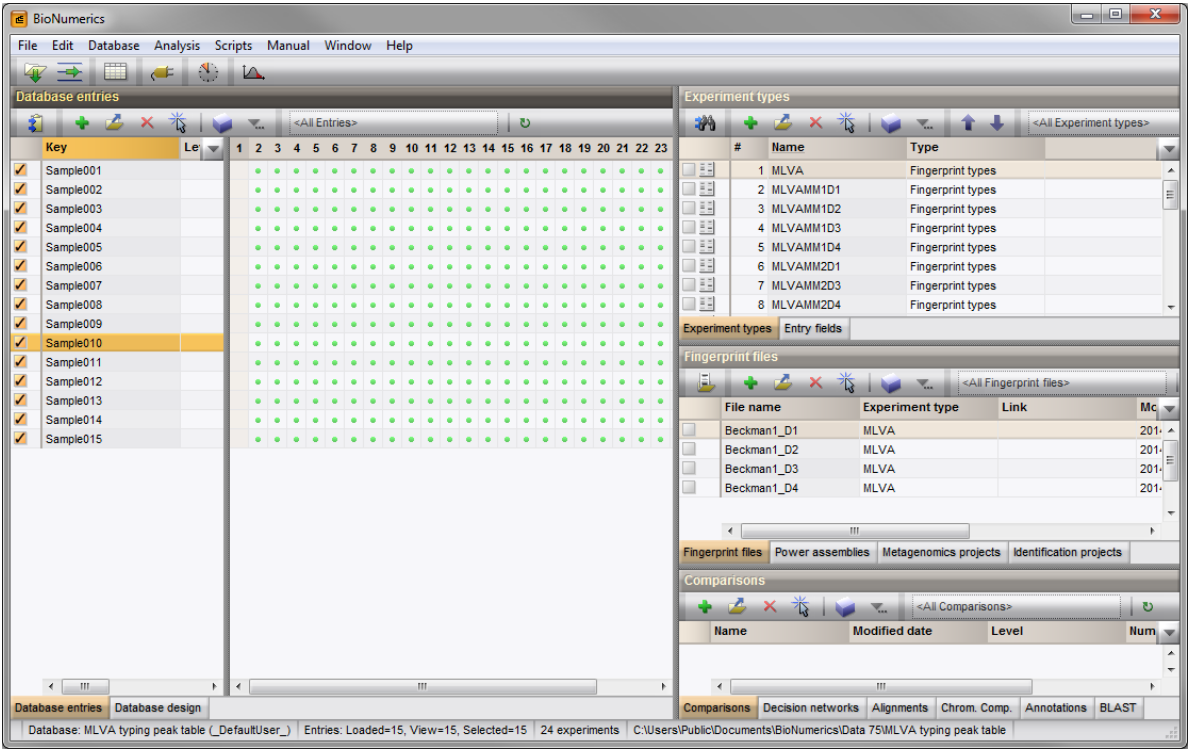 BioNumerics
File Edit Database Analysis Scripts Manual Window Help
Database entries
<All Entries>
Key Le 1 2 3 4 5 6 7 8 9 10 11 12 13 14 15 16 17 18 19 20 21 22 23
Sample001
Sample002
Sample003
Sample004
Sample005
Sample006
Sample007
Sample008
Sample009
Sample010
Sample011
Sample012
Sample013
Sample014
Sample015
Database entries Database design
Experiment types
<All Experiment types>
# Name Type
1 MLVA Fingerprint types
2 MLVAMM1D1 Fingerprint types
3 MLVAMM1D2 Fingerprint types
4 MLVAMM1D3 Fingerprint types
5 MLVAMM1D4 Fingerprint types
6 MLVAMM2D1 Fingerprint types
7 MLVAMM2D3 Fingerprint types
8 MLVAMM2D4 Fingerprint types
Experiment types Entry fields
Fingerprint files
<All Fingerprint files>
File name Experiment type Link Mo
Beckman1_D1 MLVA 201
Beckman1_D2 MLVA 201
Beckman1_D3 MLVA 201
Beckman1_D4 MLVA 201
Fingerprint files Power assemblies Metagenomics projects Identification projects
Comparisons
<All Comparisons>
Name Modified date Level Num
Comparisons Decision networks Alignments Chrom. Comp. Annotations BLAST
Database: MLVA typing peak table (_DefaultUser_) Entries: Loaded=15, View=15, Selected=15 24 experiments C:\Users\Public\Documents\BioNumerics\Data 75\MLVA typing peak table